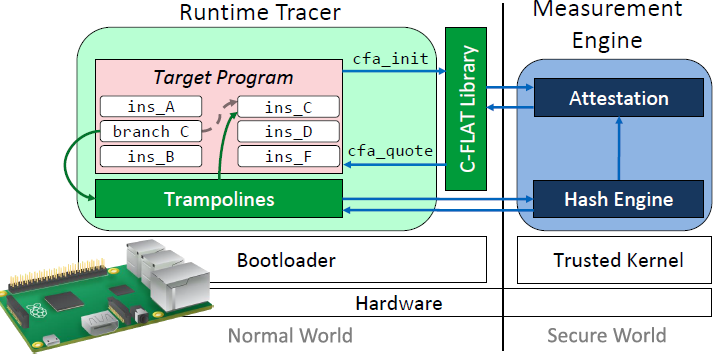 Runtime Tracer
Measurement
Engine
Target Program
ins_A
branch C
ins_B
ins_C
ins_D
ins_F
cfa_init
cfa_quote
C-FLAT Library
Attestation
Trampolines
Hash Engine
Bootloader
Trusted Kernel
Hardware
Normal World
Secure World